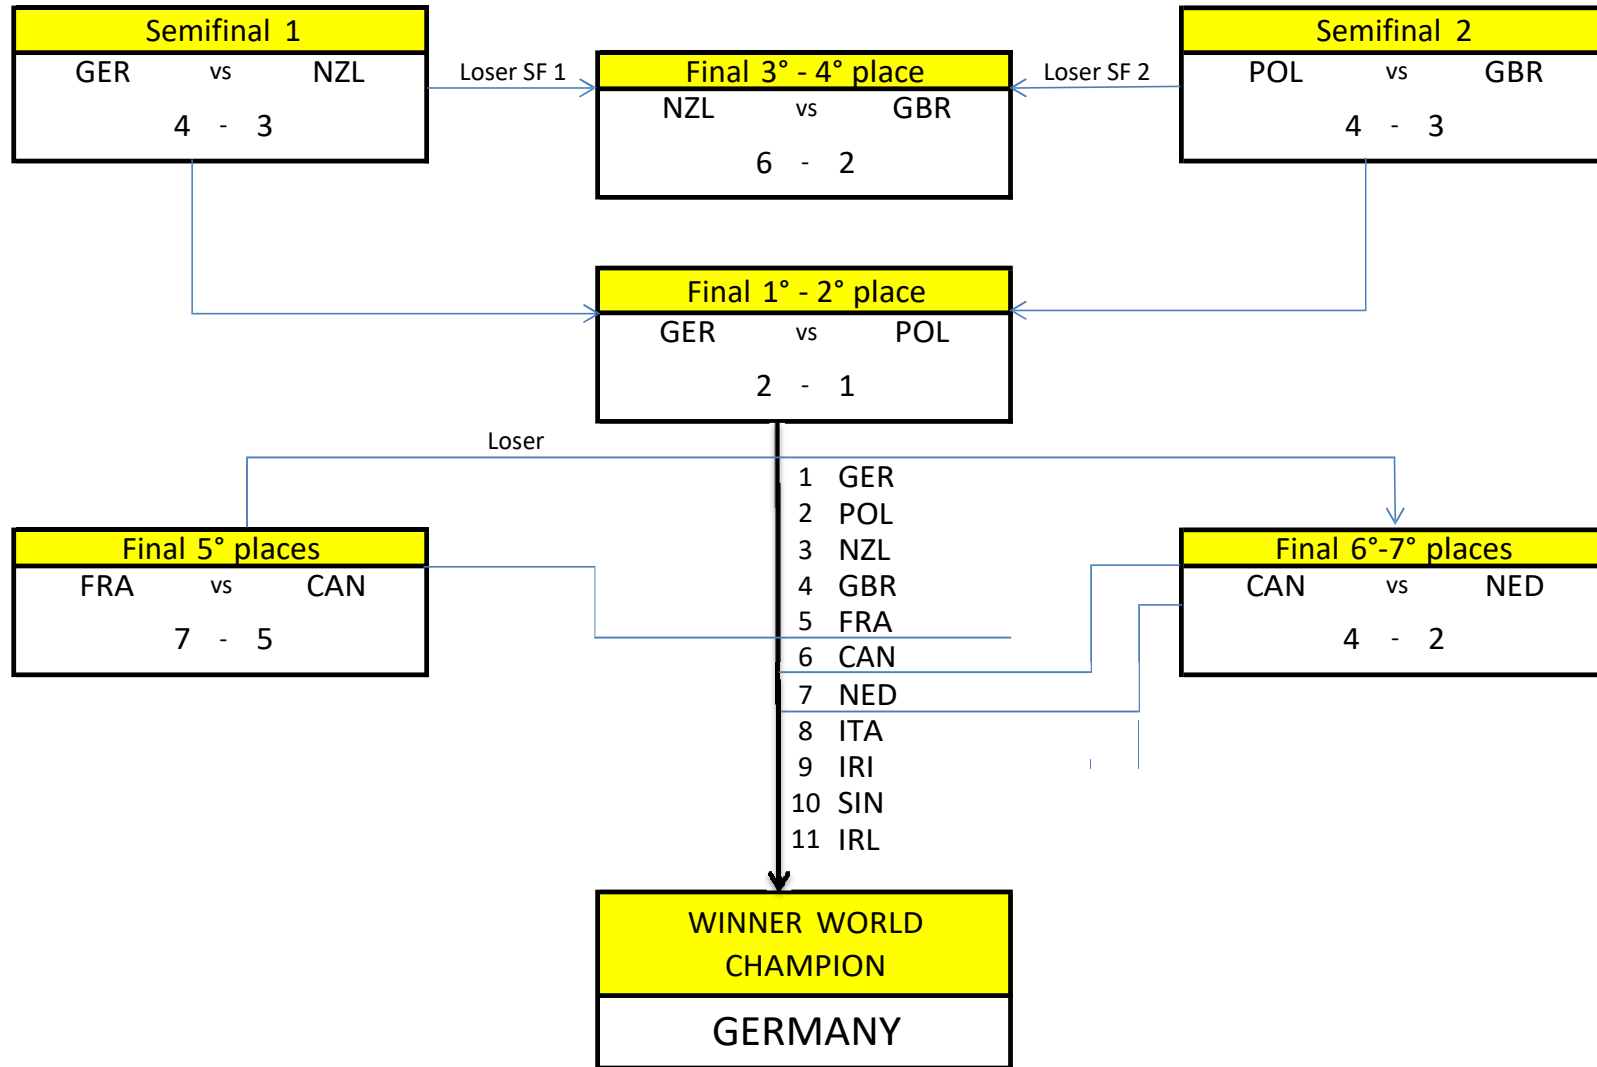 Semifinal 1
GER vs NZL
4 - 3
Loser SF 1
Final 3° - 4° place
NZL vs GBR
6 - 2
Loser SF 2
Semifinal 2
POL vs GBR
4 - 3
Final 1° - 2° place
GER vs POL
2 - 1
Loser
Final 5° places
FRA vs CAN
7 - 5
1 GER
2 POL
3 NZL
4 GBR
5 FRA
6 CAN
7 NED
8 ITA
9 IRI
10 SIN
11 IRL
Final 6°-7° places
CAN vs NED
4 - 2
WINNER WORLD
CHAMPION
GERMANY